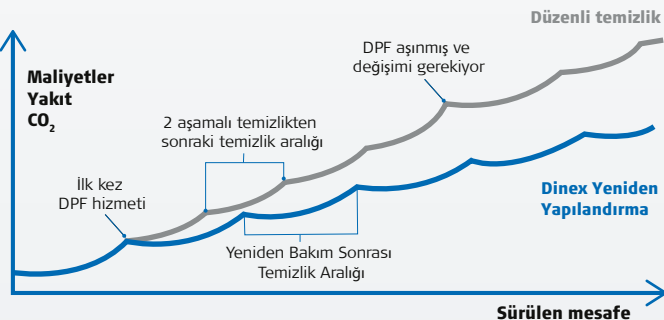 Düzenli temizlik
Maliyetler
Yakıt
CO₂
DPF aşınmış ve
değişimi gerekiyor
2 aşamalı temizlikten
sonraki temizlik aralığı
İlk kez
DPF hizmeti
Dinex Yeniden
Yapılandırma
Yeniden Bakım Sonrası
Temizlik Aralığı
Sürülen mesafe